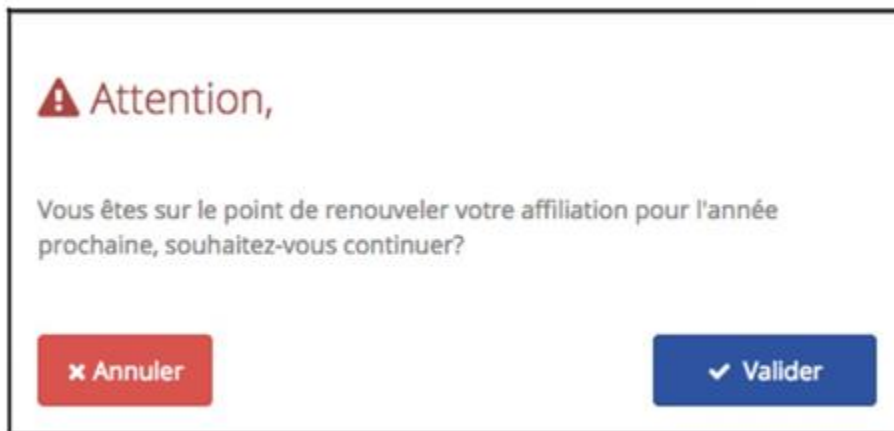 Attention,
Vous êtes sur le point de renouveler votre affiliation pour l'année
prochaine, souhaitez-vous continuer?
Annuler
Valider